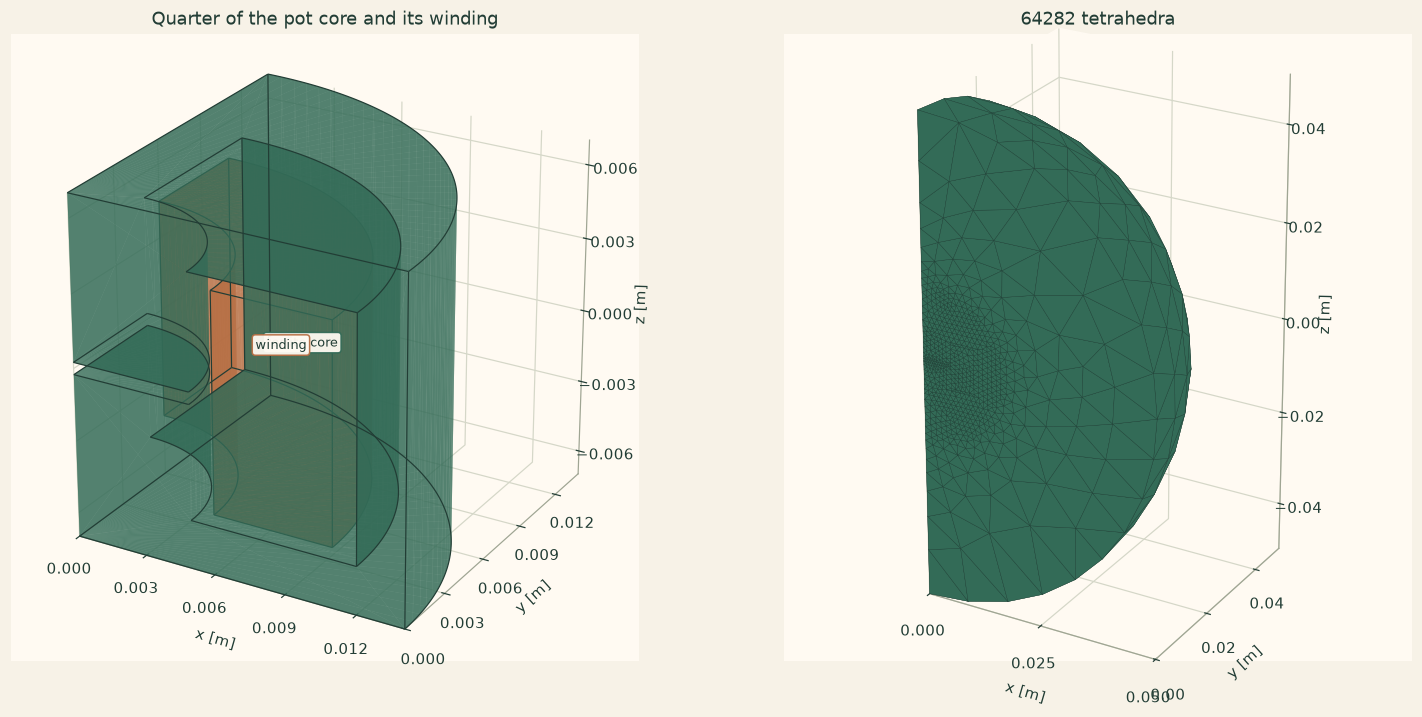 Quarter of the pot core and its winding
0.006
0.003
0.000
−0.003
−0.006
z [m]
winding
core
0.000
0.003
0.006
0.009
0.012
x [m]
0.000
0.003
0.006
0.009
0.012
y [m]
64282 tetrahedra
0.04
0.02
0.00
−0.02
−0.04
z [m]
0.000
0.025
0.050
x [m]
0.00
0.02
0.04
y [m]